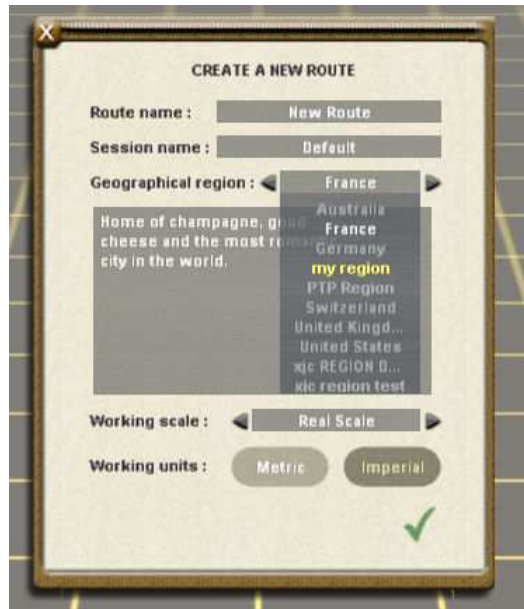 X
CREATE A NEW ROUTE
Route name : New Route
Session name : Default
Geographical region : France
Home of champagne, good
cheese and the most
city in the world.
Australia
France
Germany
my region
PTP Region
Switzerland
United Kingd...
United States
xjc REGION D...
xjc region test
Working scale : Real Scale
Working units : Metric Imperial